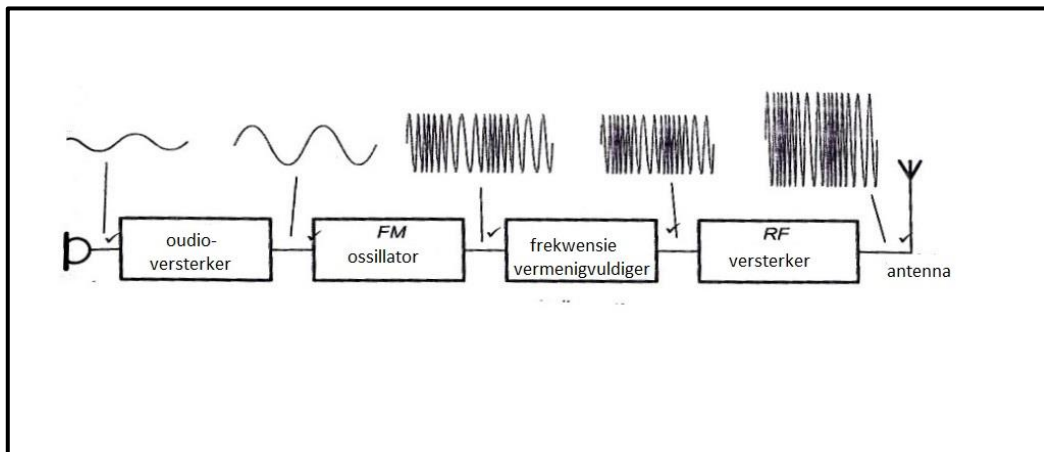 oudio-
versterker
FM
ossillator
frekwensie
vermenigvuldiger
RF
versterker
antenna